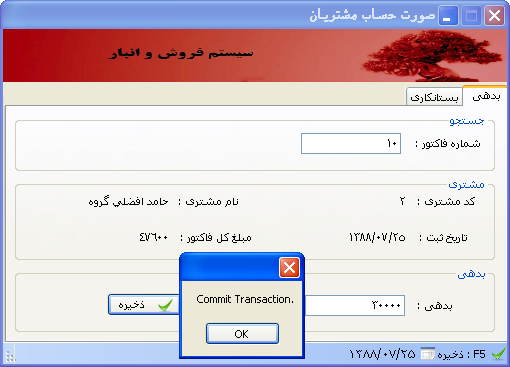 صورت حساب مشتریان
سیستم فروش و انبار
بدهی
بستانکاری
جستجو
شماره فاکتور : ۱۰
مشتری
کد مشتری : ۲
نام مشتری : حامد افضلي گروه
تاریخ ثبت : ۱۳۸۸/۰۷/۲۵
مبلغ کل فاکتور : ۴۷۶۰۰
بدهی
بدهی : ۳۰۰۰۰
ذخیره
Commit Transaction.
OK
F5 : ذخیره
۱۳۸۸/۰۷/۲۵